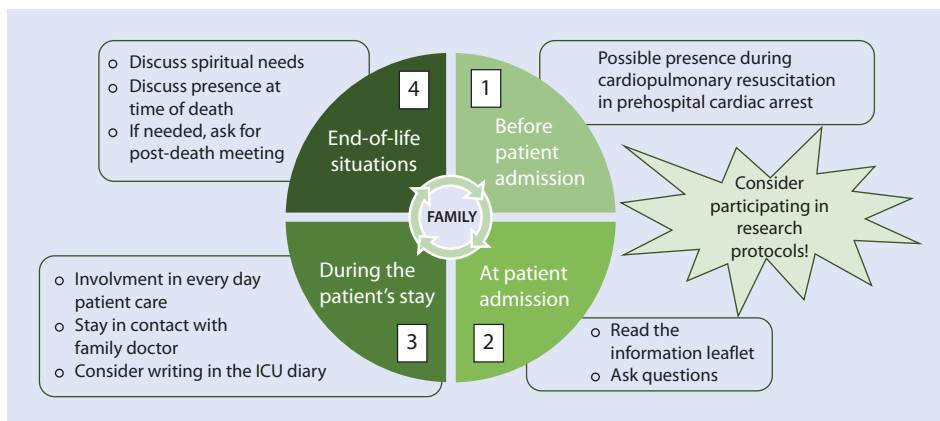 Possible presence during
cardiopulmonary resuscitation
in prehospital cardiac arrest
1
Before
patient
admission
Consider
participating in
research
protocols!
At patient
admission
2
o Read the
information leaflet
o Ask questions
During the
patient’s stay
3
o Involvment in every day
patient care
o Stay in contact with
family doctor
o Consider writing in the ICU diary
4
End-of-life
situations
o Discuss spiritual needs
o Discuss presence at
time of death
o If needed, ask for
post-death meeting
FAMILY